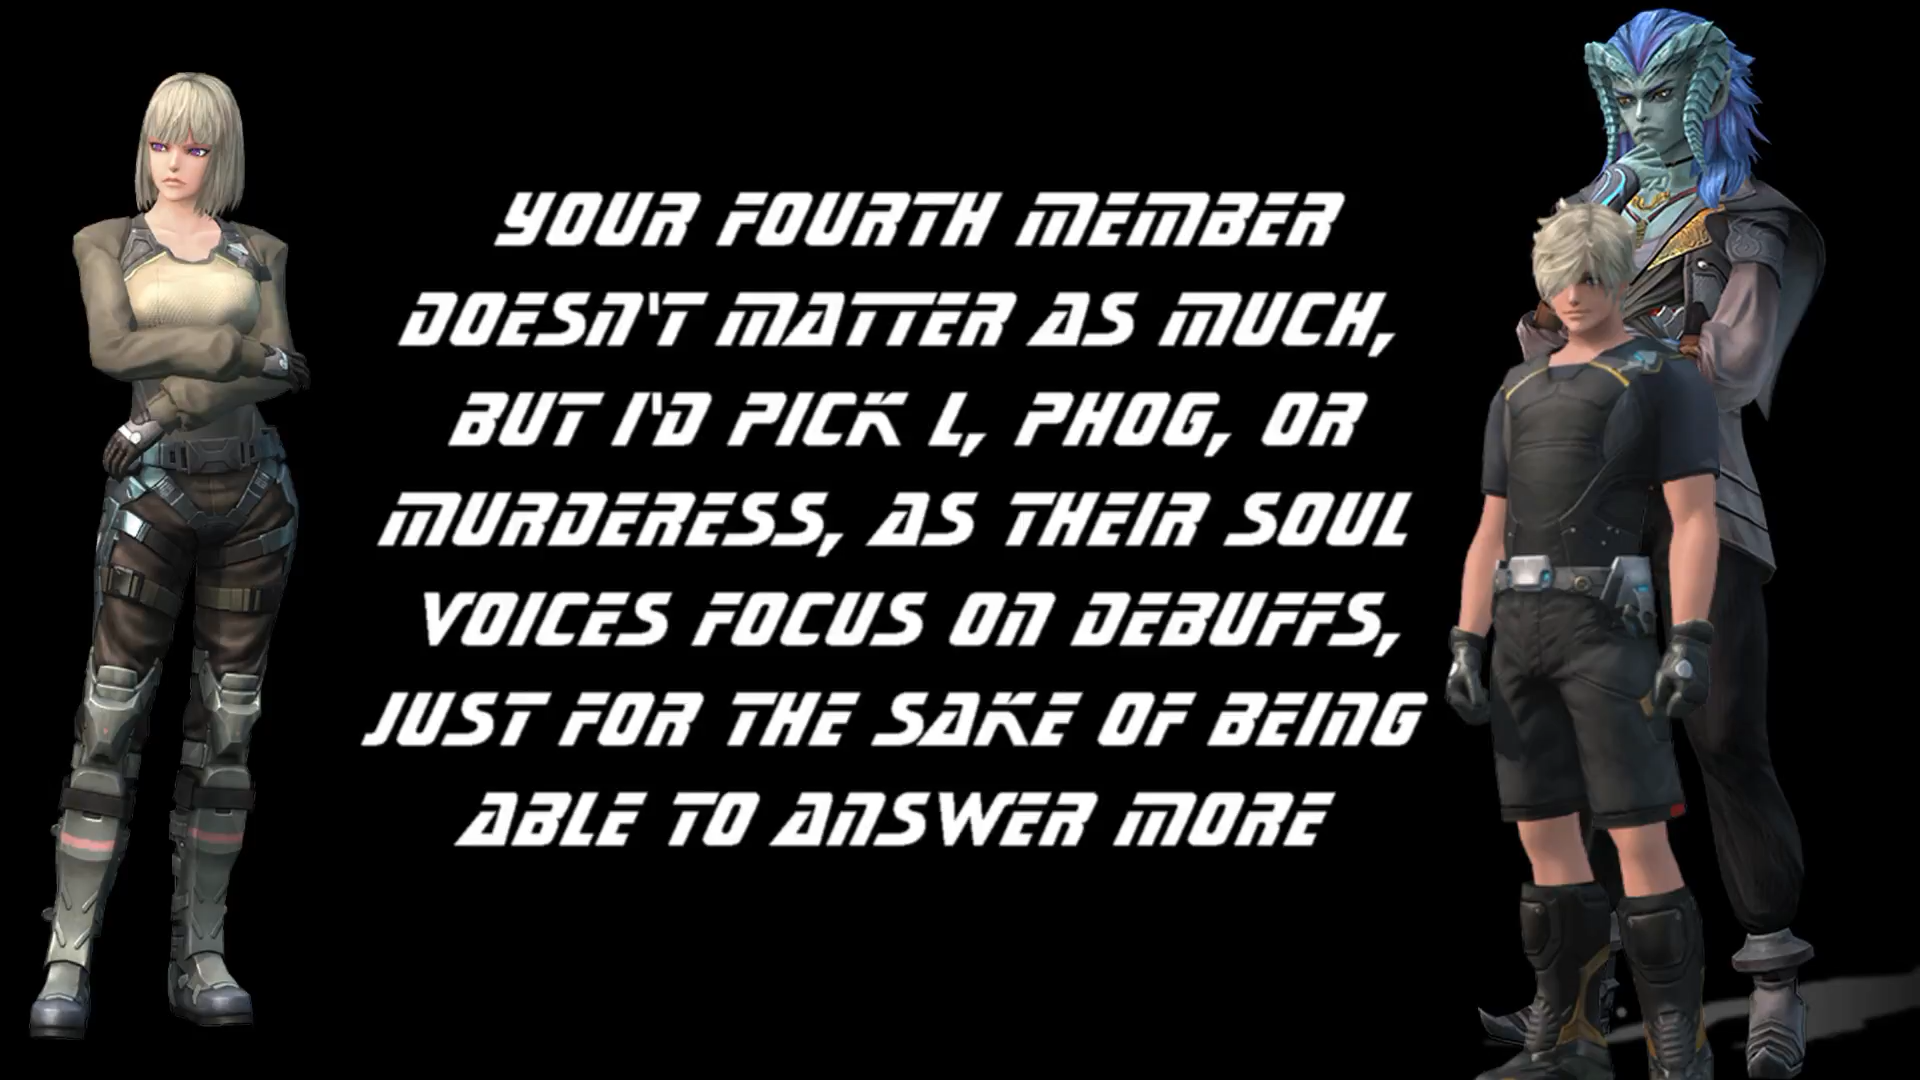 YOUR FOURTH MEMBER
DOESN'T MATTER AS MUCH,
BUT I'D PICK L, PHOG, OR
MURDERESS, AS THEIR SOUL
VOICES FOCUS ON DEBUFFS,
JUST FOR THE SAKE OF BEING
ABLE TO ANSWER MORE